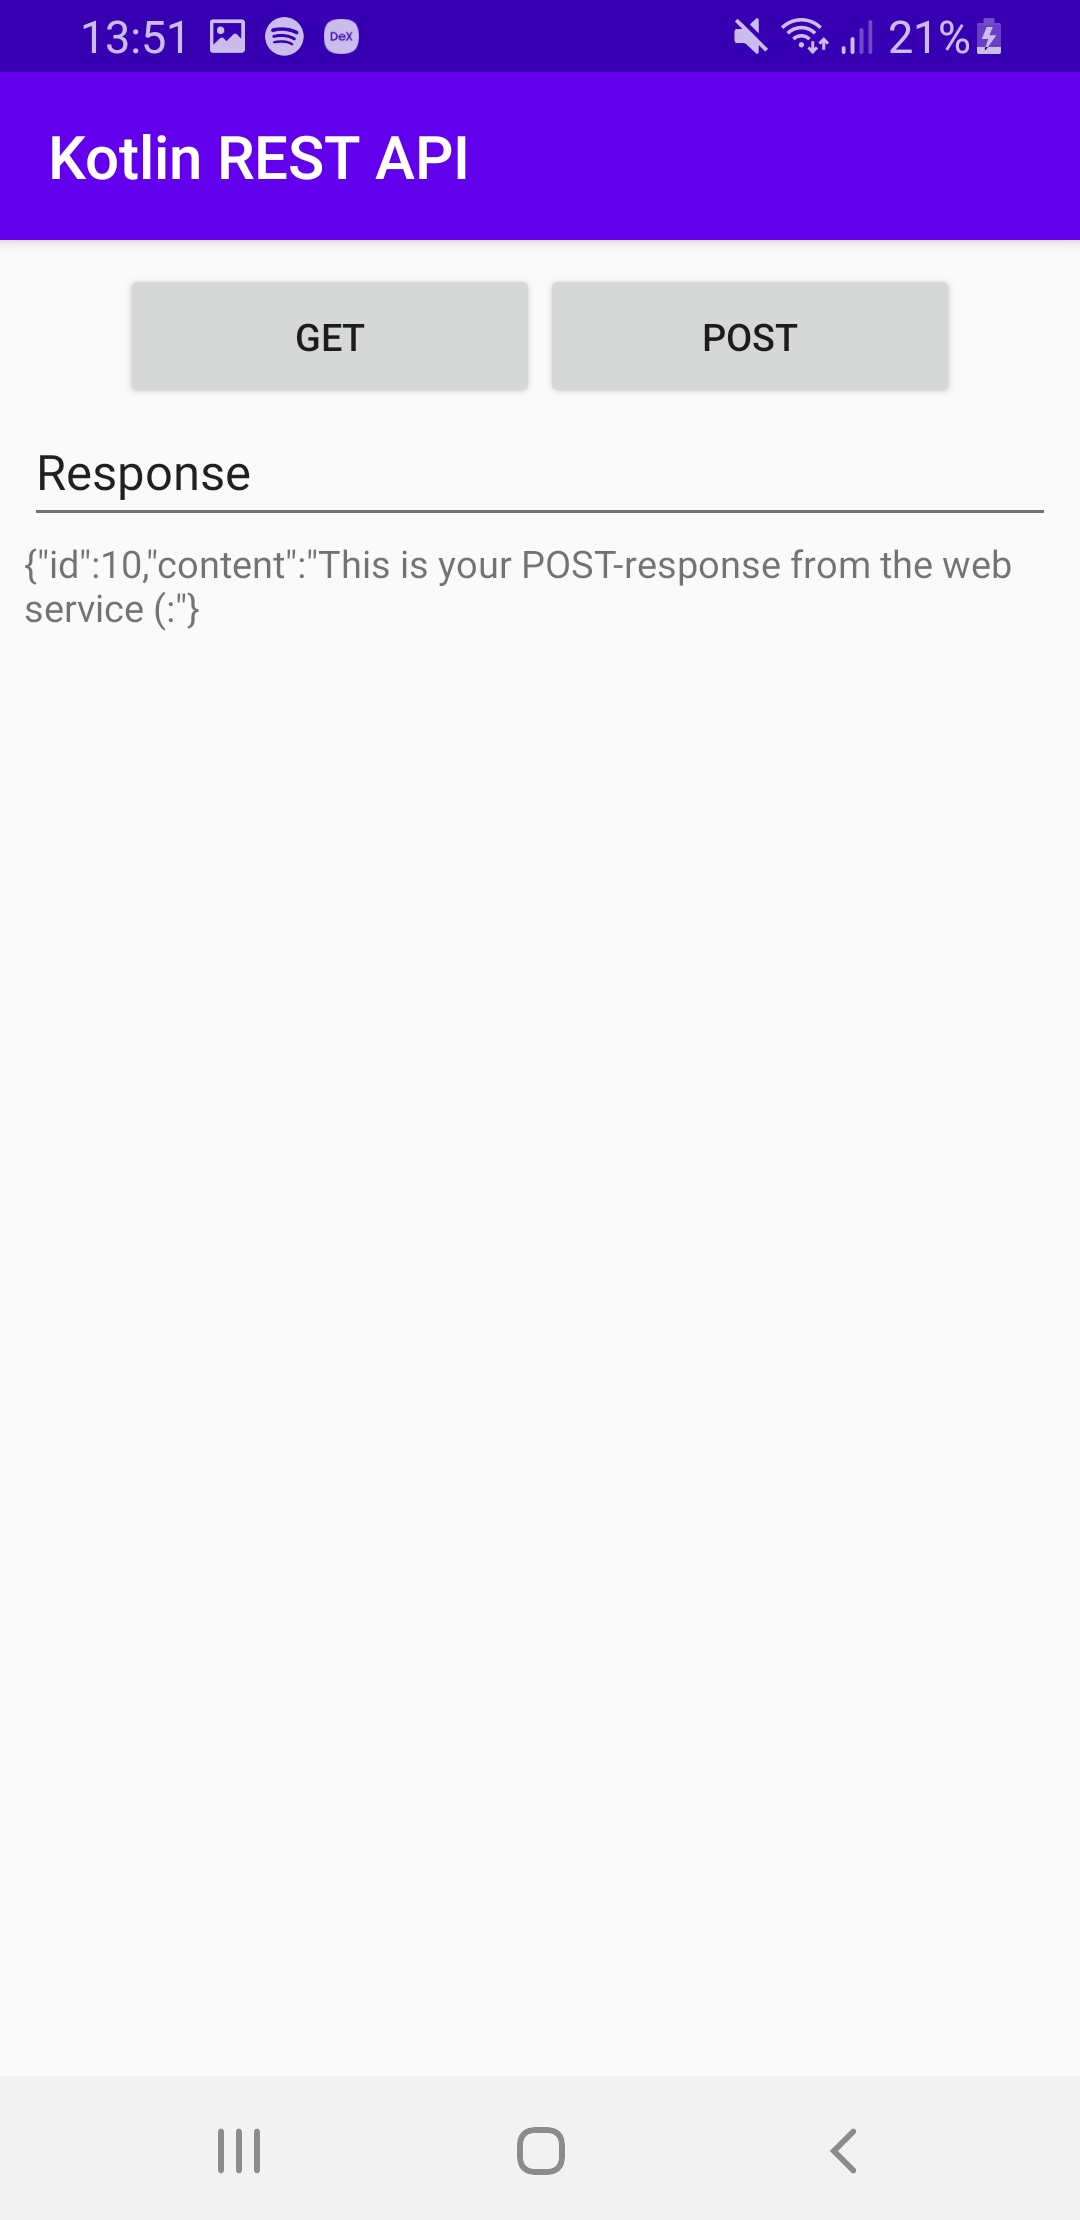 13:51 DeX 21%
Kotlin REST API
GET POST
Response
{"id":10,"content":"This is your POST-response from the web
service (:"}